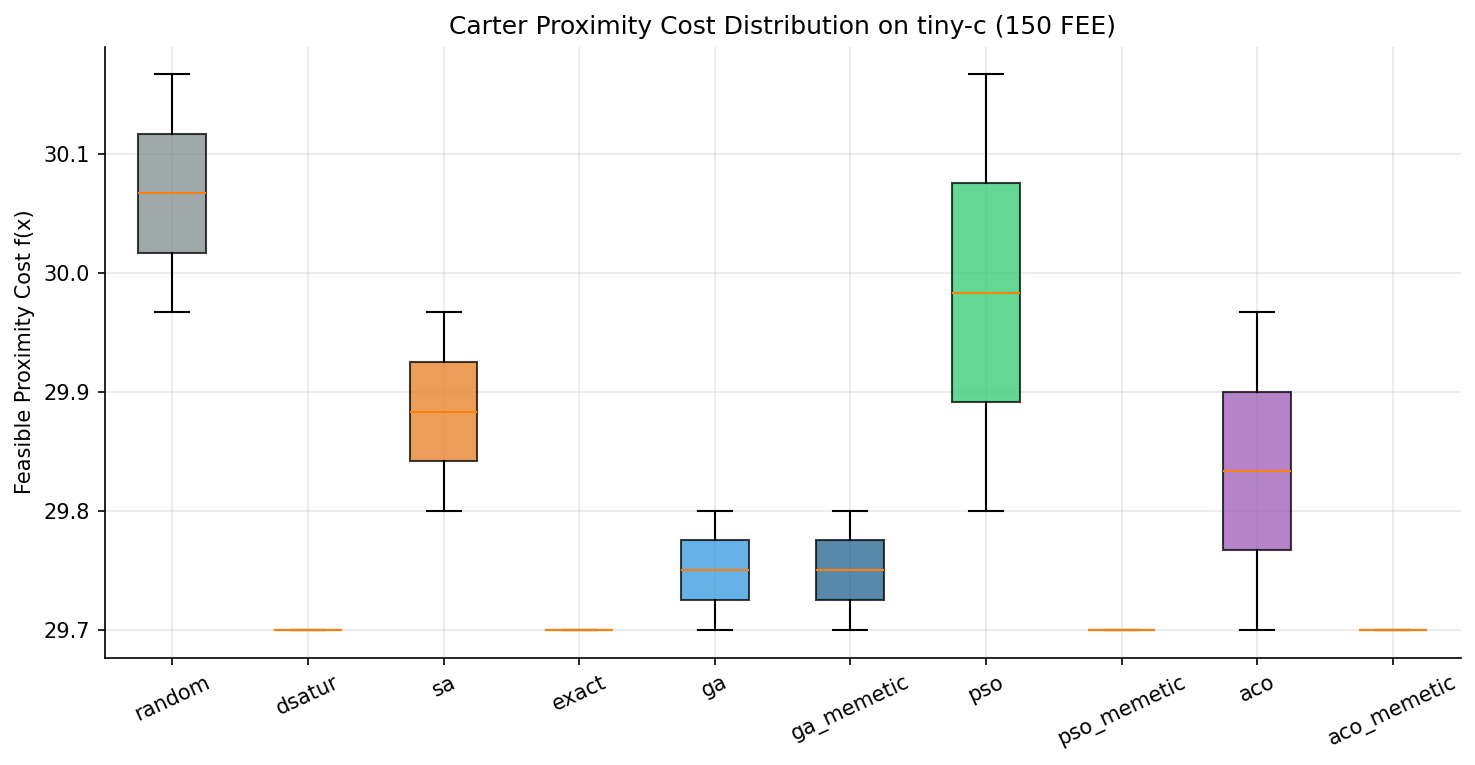 Carter Proximity Cost Distribution on tiny-c (150 FEE)
Feasible Proximity Cost f(x)
30.1
30.0
29.9
29.8
29.7
random
dsatur
sa
exact
ga
ga_memetic
pso
pso_memetic
aco
aco_memetic